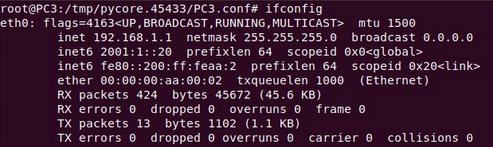 root@PC3:/tmp/pycore.45433/PC3.conf# ifconfig
eth0: flags=4163<UP,BROADCAST,RUNNING,MULTICAST>  mtu 1500
inet 192.168.1.1  netmask 255.255.255.0  broadcast 0.0.0.0
inet6 2001:1::20  prefixlen 64  scopeid 0x0<global>
inet6 fe80::200:ff:feaa:2  prefixlen 64  scopeid 0x20<link>
ether 00:00:00:aa:00:02  txqueuelen 1000  (Ethernet)
RX packets 424  bytes 45672 (45.6 KB)
RX errors 0  dropped 0  overruns 0  frame 0
TX packets 13  bytes 1102 (1.1 KB)
TX errors 0  dropped 0 overruns 0  carrier 0  collisions 0